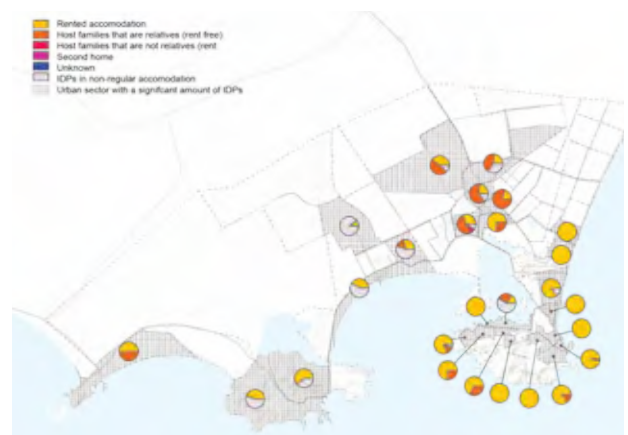 Rented accomodation
Host families that are relatives (rent free)
Host families that are not relatives (rent
Second home
Unknown
IDPs in non-regular accomodation
Urban sector with a signifcant amount of IDPs